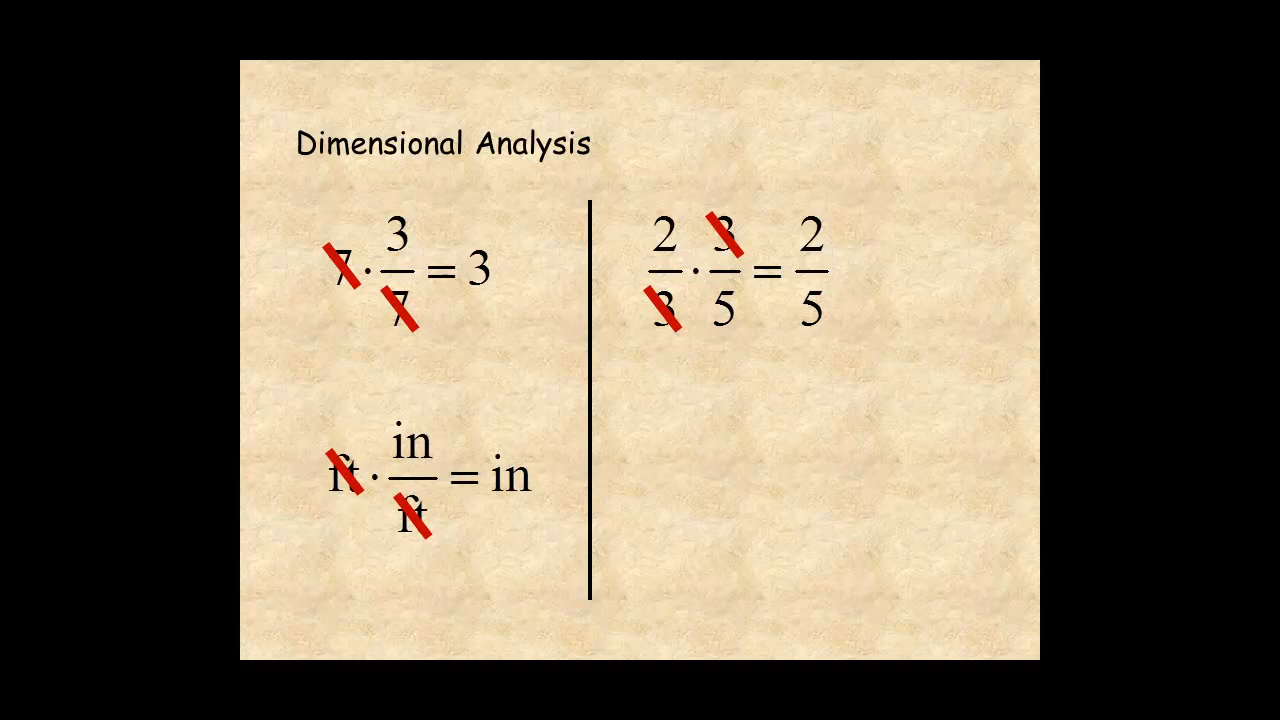 Dimensional Analysis
7 · 3/7 = 3
2/3 · 3/5 = 2/5
ft · in/ft = in